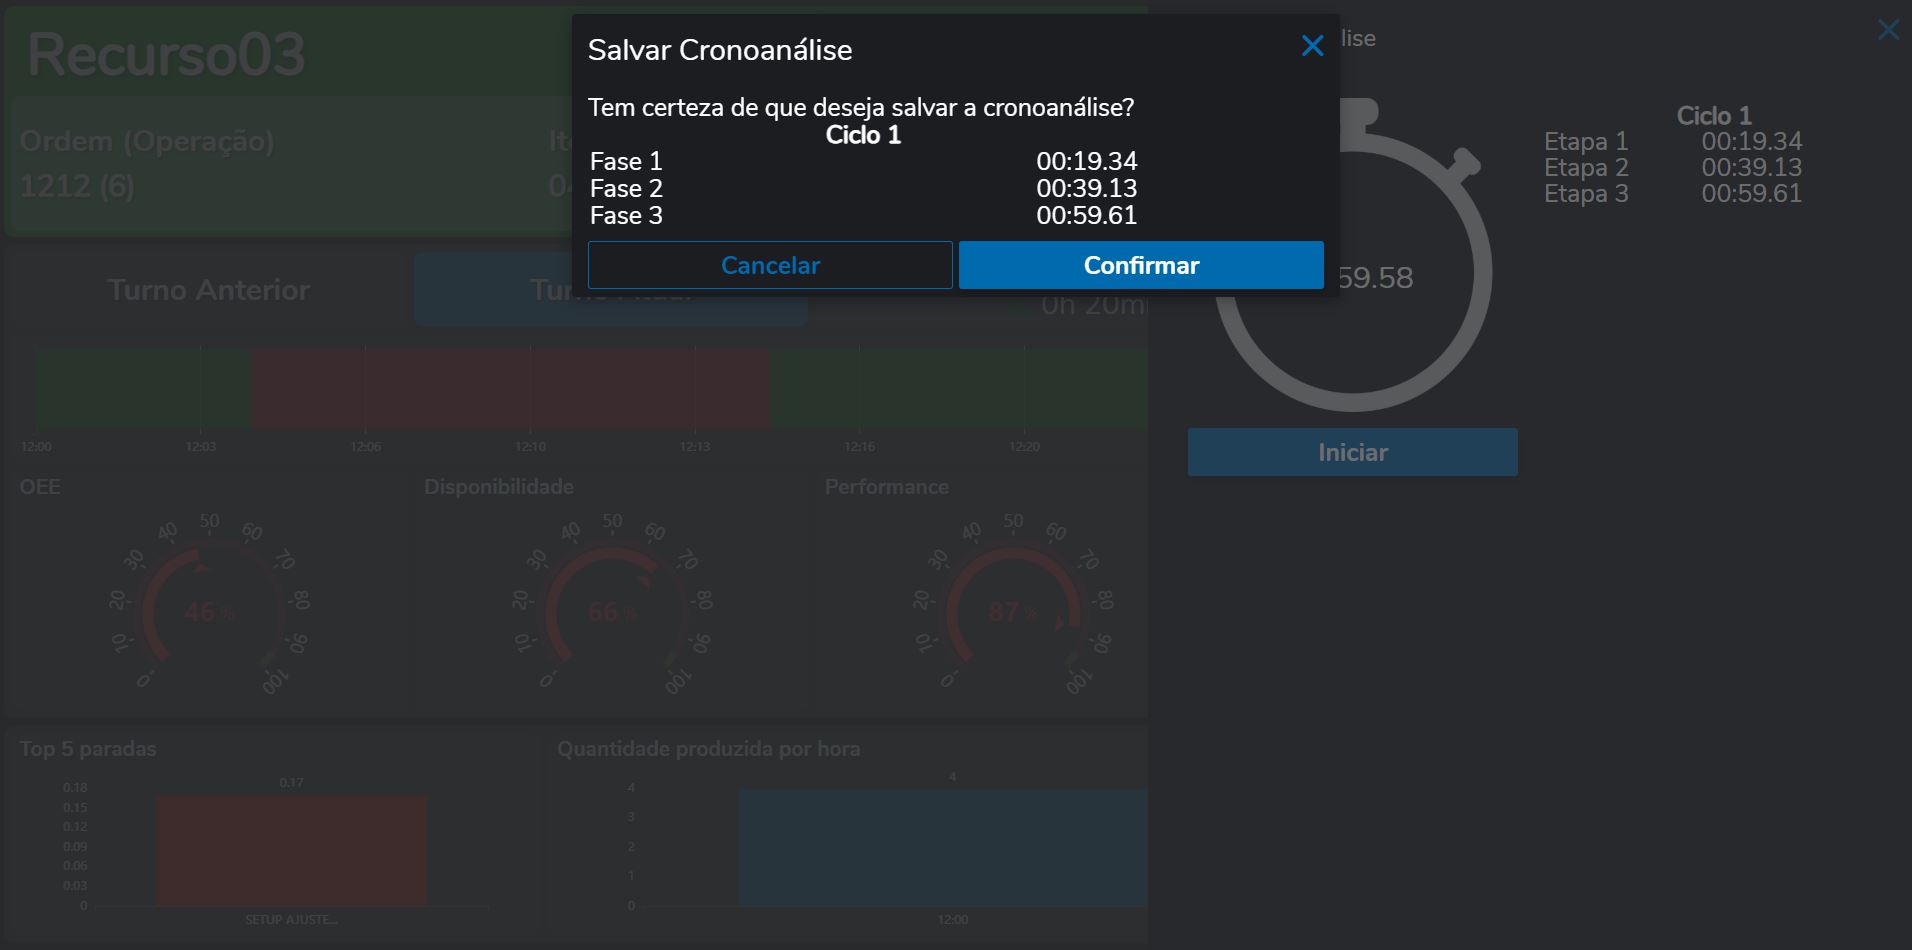 Recurso03
Salvar Cronoanálise
Tem certeza de que deseja salvar a cronoanálise?
Ciclo 1
Fase 1 00:19.34
Fase 2 00:39.13
Fase 3 00:59.61
Cancelar Confirmar
Ordem (Operação)
1212 (6)
Ciclo 1
Etapa 1 00:19.34
Etapa 2 00:39.13
Etapa 3 00:59.61
59.58
Iniciar
Turno Anterior
0h 20m
12:00 12:03 12:06 12:10 12:13 12:16 12:20
OEE Disponibilidade Performance
0 10 20 30 40 50 60 70 80 90 100
46 %
0 10 20 30 40 50 60 70 80 90 100
66 %
0 10 20 30 40 50 60 70 80 90 100
87 %
Top 5 paradas
0.17
0.18
0.15
0.12
0.09
0.06
0.03
0
SETUP AJUSTE...
Quantidade produzida por hora
4
4
3
2
1
0
12:00